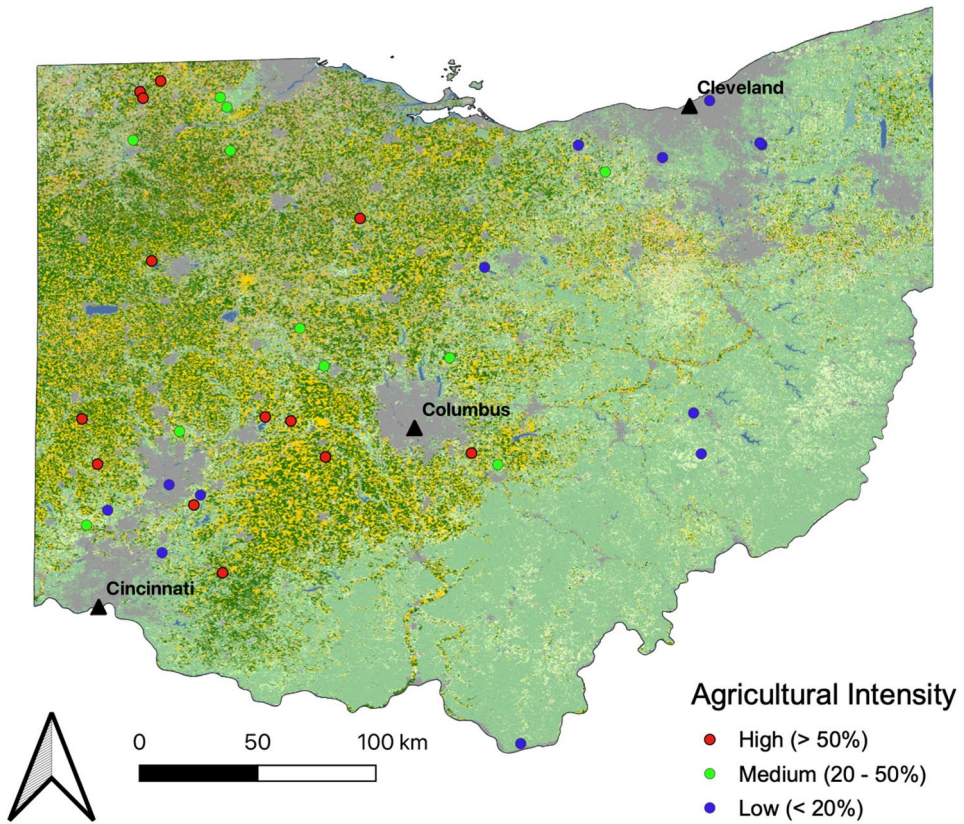 Cleveland
Columbus
Cincinnati
Agricultural Intensity
0 50 100 km
High (> 50%)
Medium (20 - 50%)
Low (< 20%)